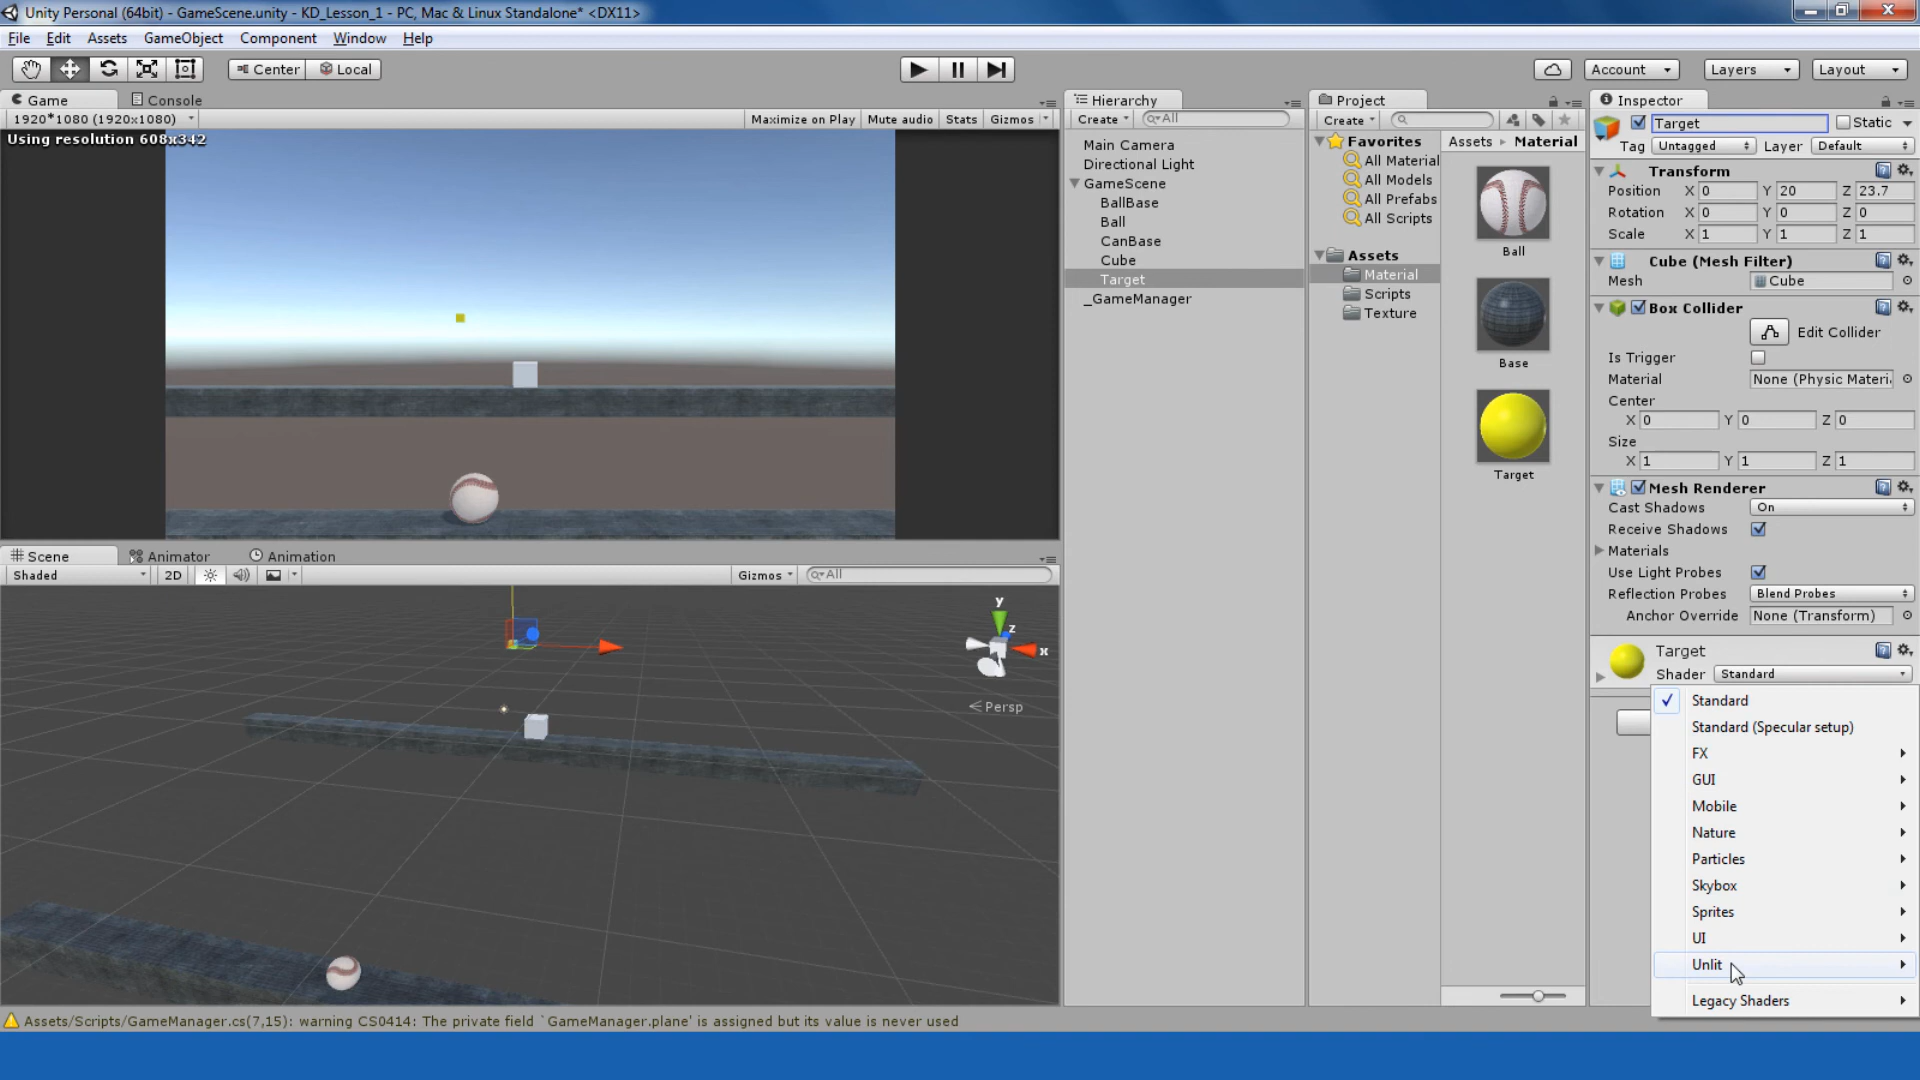 Unity Personal (64bit) - GameScene.unity - KD_Lesson_1 - PC, Mac & Linux Standalone* <DX11>
File Edit Assets GameObject Component Window Help
Center Local Account Layers Layout
Game Console
1920*1080 (1920x1080) Maximize on Play Mute audio Stats Gizmos
Using resolution 608x342
Scene Animator Animation
Shaded 2D Gizmos All
y
z
x
Persp
Hierarchy
Create All
Main Camera
Directional Light
GameScene
BallBase
Ball
CanBase
Cube
Target
_GameManager
Project
Create
Favorites
All Material
All Models
All Prefabs
All Scripts
Assets
Material
Scripts
Texture
Assets Material
Ball
Base
Target
Inspector
Target Static
Tag Untagged Layer Default
Transform
Position X 0 Y 20 Z 23.7
Rotation X 0 Y 0 Z 0
Scale X 1 Y 1 Z 1
Cube (Mesh Filter)
Mesh Cube
Box Collider
Edit Collider
Is Trigger
Material None (Physic Materi
Center
X 0 Y 0 Z 0
Size
X 1 Y 1 Z 1
Mesh Renderer
Cast Shadows On
Receive Shadows
Materials
Use Light Probes
Reflection Probes Blend Probes
Anchor Override None (Transform)
Target
Shader Standard
Standard
Standard (Specular setup)
FX
GUI
Mobile
Nature
Particles
Skybox
Sprites
UI
Unlit
Legacy Shaders
Assets/Scripts/GameManager.cs(7,15): warning CS0414: The private field `GameManager.plane' is assigned but its value is never used